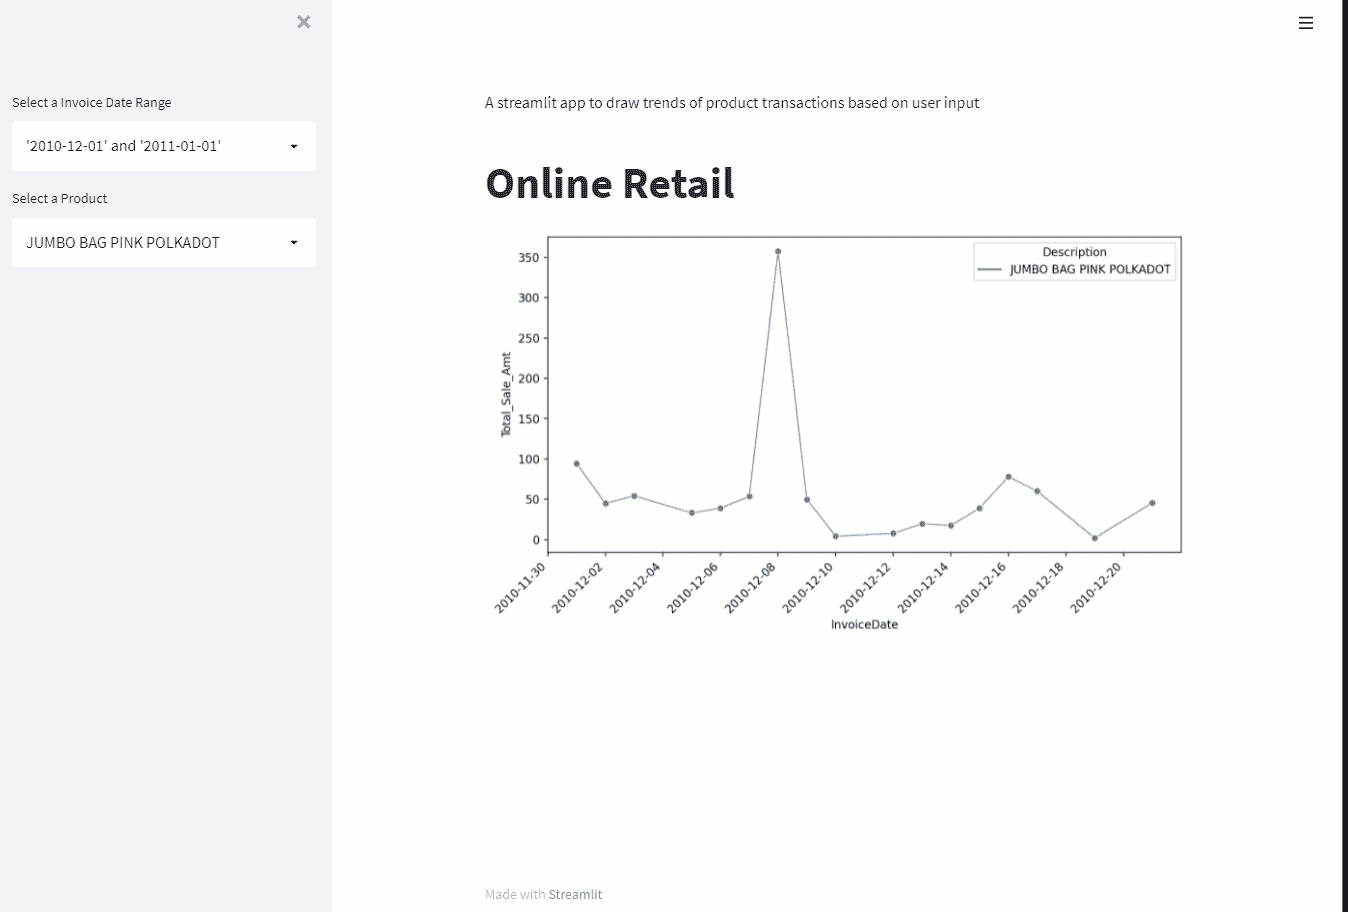 Select a Invoice Date Range
'2010-12-01' and '2011-01-01'
Select a Product
JUMBO BAG PINK POLKADOT
A streamlit app to draw trends of product transactions based on user input
Online Retail
Description
JUMBO BAG PINK POLKADOT
Total_Sale_Amt
350
300
250
200
150
100
50
0
2010-11-30
2010-12-02
2010-12-04
2010-12-06
2010-12-08
2010-12-10
2010-12-12
2010-12-14
2010-12-16
2010-12-18
2010-12-20
InvoiceDate
Made with Streamlit